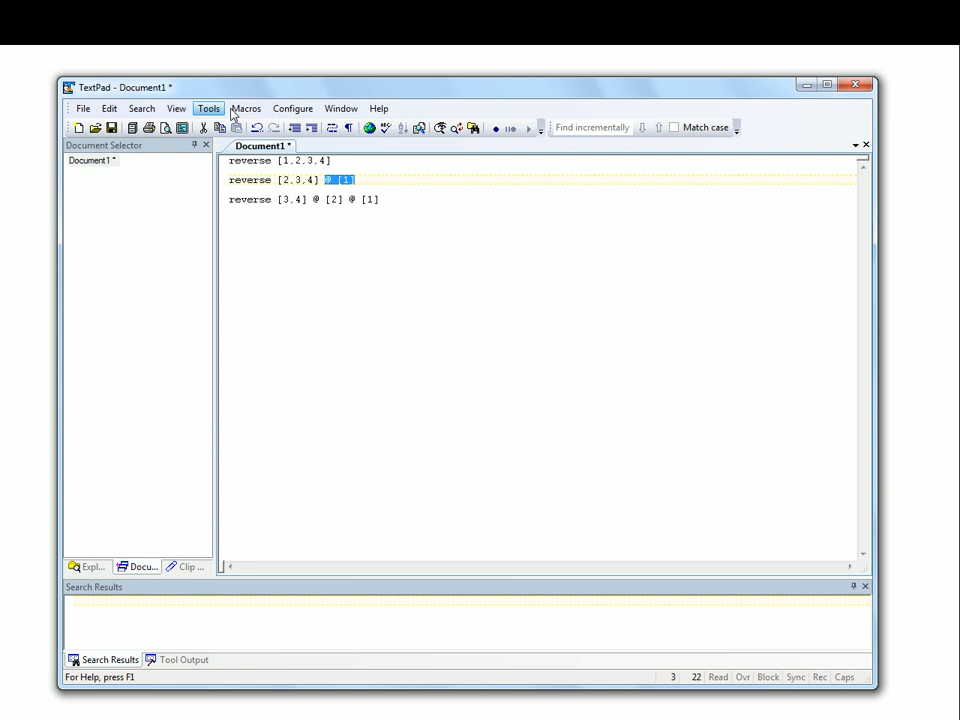 TextPad - Document1 *
File Edit Search View Tools Macros Configure Window Help
Find incrementally Match case
Document Selector
Document1 *
Document1 *
reverse [1,2,3,4]
reverse [2,3,4] @ [1]
reverse [3,4] @ [2] @ [1]
Expl... Docu... Clip ...
Search Results
Search Results Tool Output
For Help, press F1 3 22 Read Ovr Block Sync Rec Caps